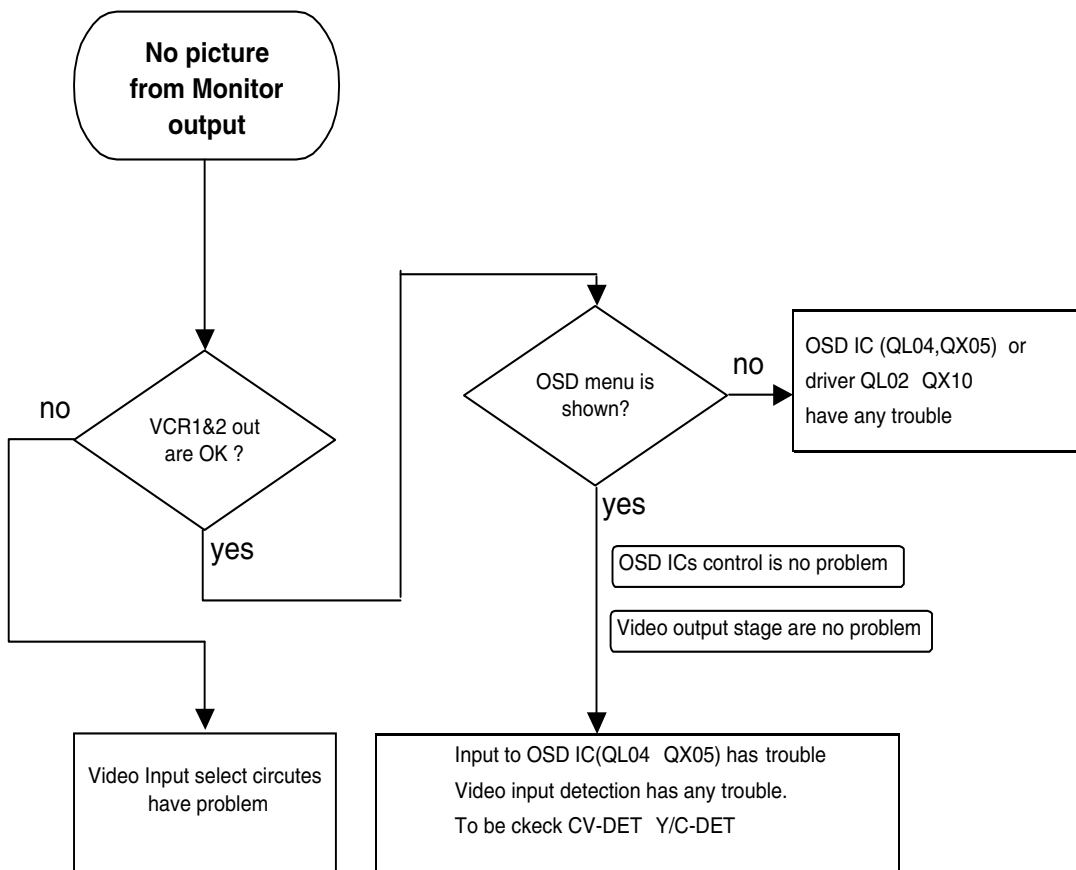 No picture
from Monitor
output
no
VCR1&2 out
are OK ?
yes
OSD menu is
shown?
no
OSD IC (QL04,QX05) or
driver QL02 QX10
have any trouble
yes
OSD ICs control is no problem
Video output stage are no problem
Video Input select circutes
have problem
Input to OSD IC(QL04 QX05) has trouble
Video input detection has any trouble.
To be ckeck CV-DET Y/C-DET